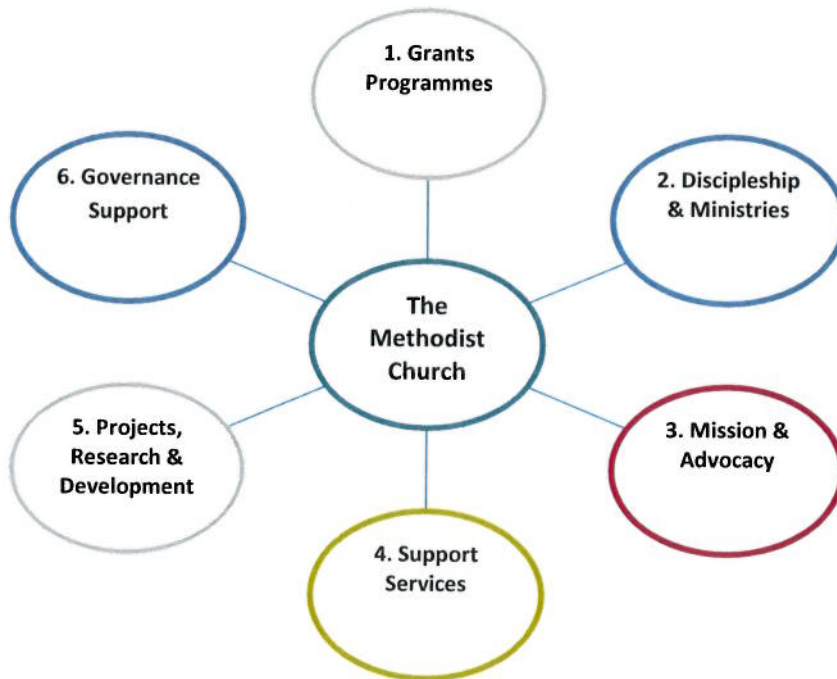 1. Grants
Programmes
2. Discipleship
& Ministries
3. Mission &
Advocacy
4. Support
Services
5. Projects,
Research &
Development
6. Governance
Support
The
Methodist
Church